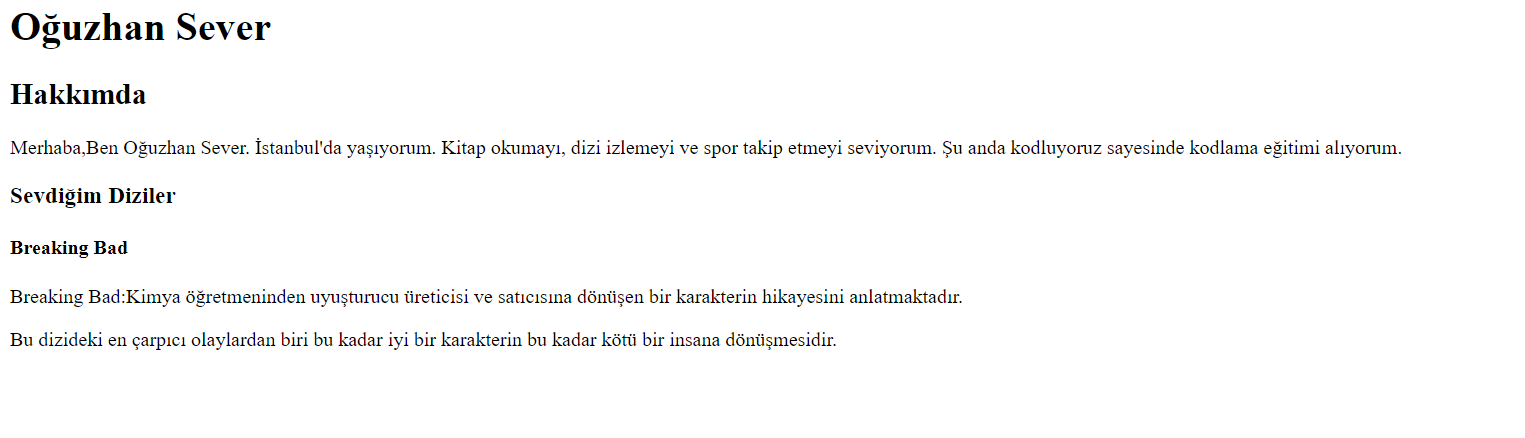 Oğuzhan Sever
Hakkımda
Merhaba,Ben Oğuzhan Sever. İstanbul'da yaşıyorum. Kitap okumayı, dizi izlemeyi ve spor takip etmeyi seviyorum. Şu anda kodluyoruz sayesinde kodlama eğitimi alıyorum.
Sevdiğim Diziler
Breaking Bad
Breaking Bad:Kimya öğretmeninden uyuşturucu üreticisi ve satıcısına dönüşen bir karakterin hikayesini anlatmaktadır.
Bu dizideki en çarpıcı olaylardan biri bu kadar iyi bir karakterin bu kadar kötü bir insana dönüşmesidir.